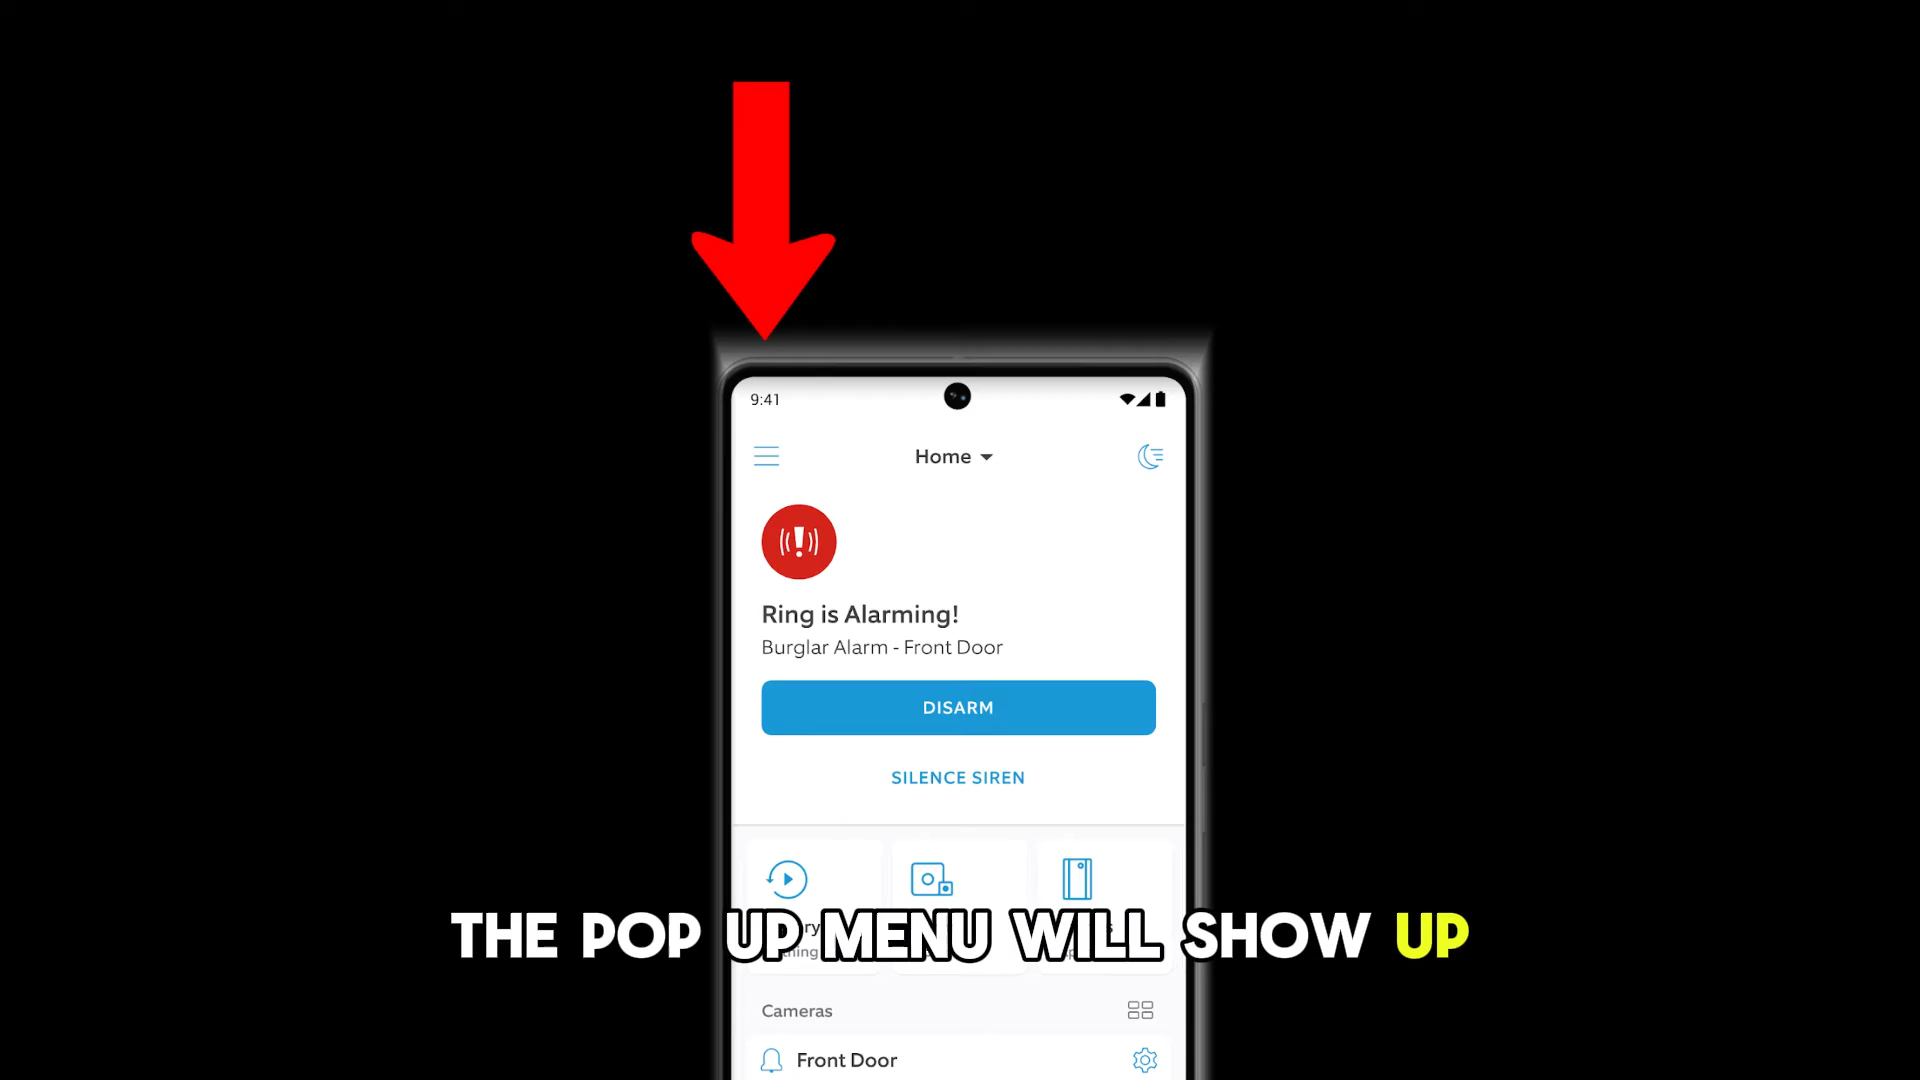 9:41
Home
Ring is Alarming!
Burglar Alarm - Front Door
DISARM
SILENCE SIREN
THE POP UP MENU WILL SHOW UP
Cameras
Front Door